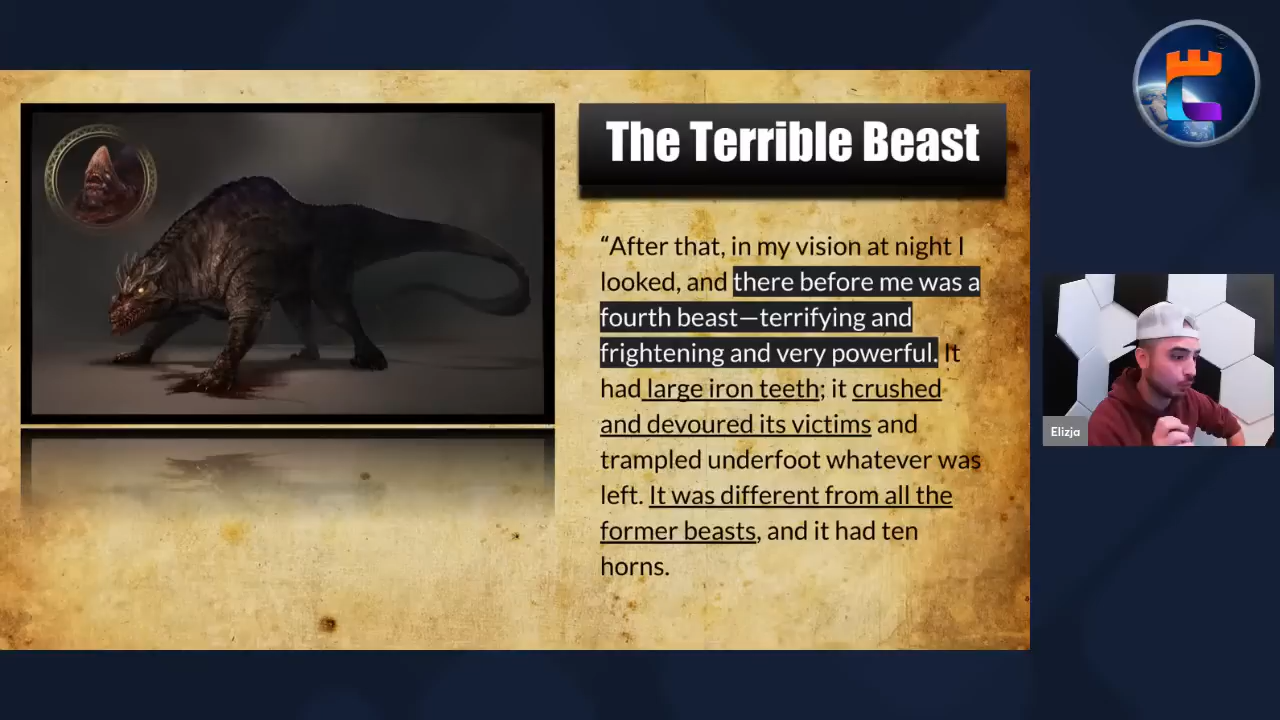 The Terrible Beast
“After that, in my vision at night I
looked, and there before me was a
fourth beast—terrifying and
frightening and very powerful. It
had large iron teeth; it crushed
and devoured its victims and
trampled underfoot whatever was
left. It was different from all the
former beasts, and it had ten
horns.
Elizja